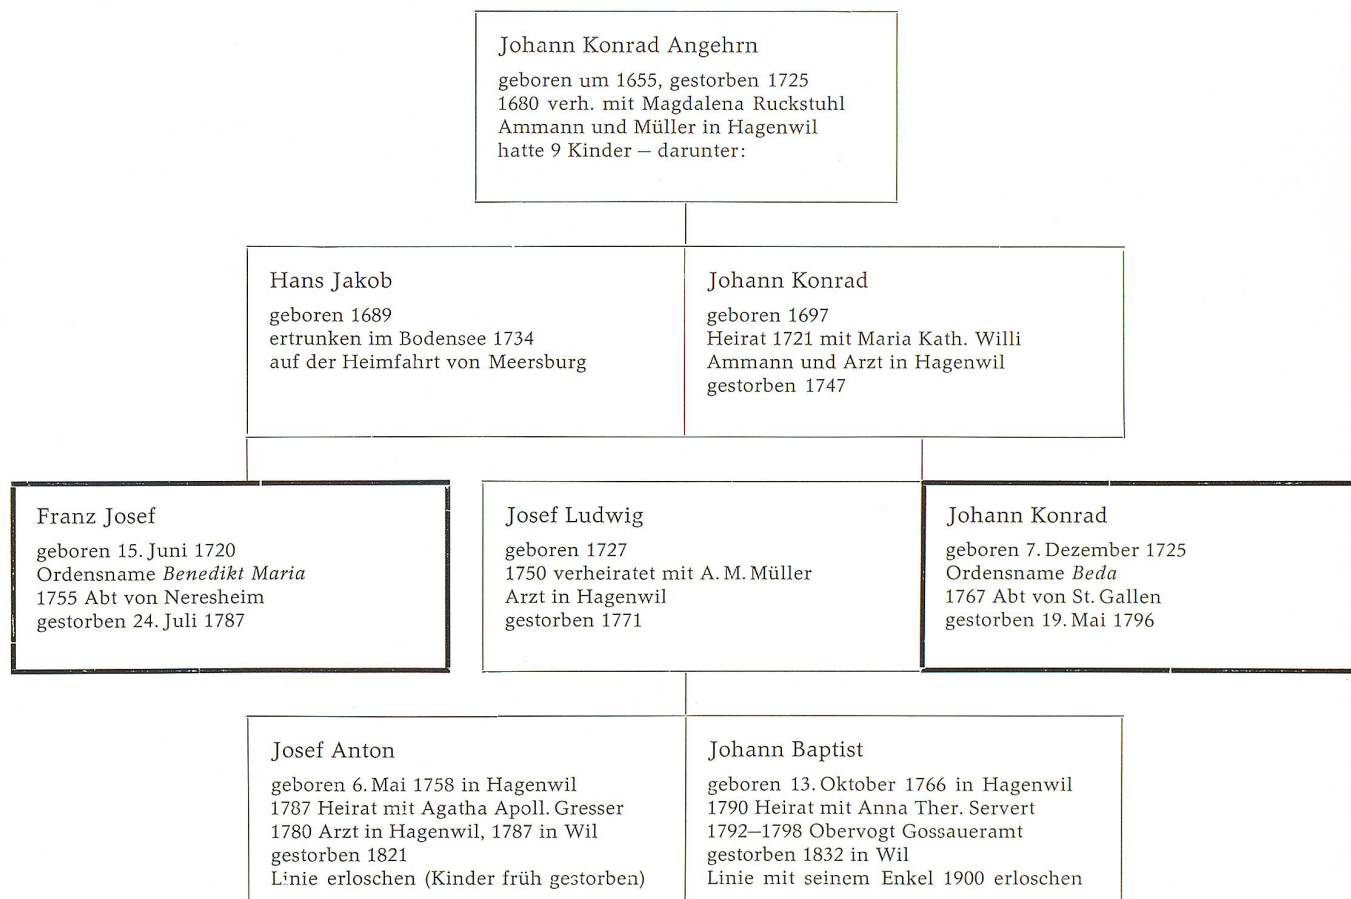 Johann Konrad Angehrn
geboren um 1655, gestorben 1725
1680 verh. mit Magdalena Ruckstuhl
Ammann und Müller in Hagenwil
hatte 9 Kinder – darunter:
Hans Jakob
geboren 1689
ertrunken im Bodensee 1734
auf der Heimfahrt von Meersburg
Johann Konrad
geboren 1697
Heirat 1721 mit Maria Kath. Willi
Ammann und Arzt in Hagenwil
gestorben 1747
Franz Josef
geboren 15. Juni 1720
Ordensname Benedikt Maria
1755 Abt von Neresheim
gestorben 24. Juli 1787
Josef Ludwig
geboren 1727
1750 verheiratet mit A. M. Müller
Arzt in Hagenwil
gestorben 1771
Johann Konrad
geboren 7. Dezember 1725
Ordensname Beda
1767 Abt von St. Gallen
gestorben 19. Mai 1796
Josef Anton
geboren 6. Mai 1758 in Hagenwil
1787 Heirat mit Agatha Apoll. Gresser
1780 Arzt in Hagenwil, 1787 in Wil
gestorben 1821
Linie erloschen (Kinder früh gestorben)
Johann Baptist
geboren 13. Oktober 1766 in Hagenwil
1790 Heirat mit Anna Ther. Servert
1792–1798 Obervogt Gossaueramt
gestorben 1832 in Wil
Linie mit seinem Enkel 1900 erloschen